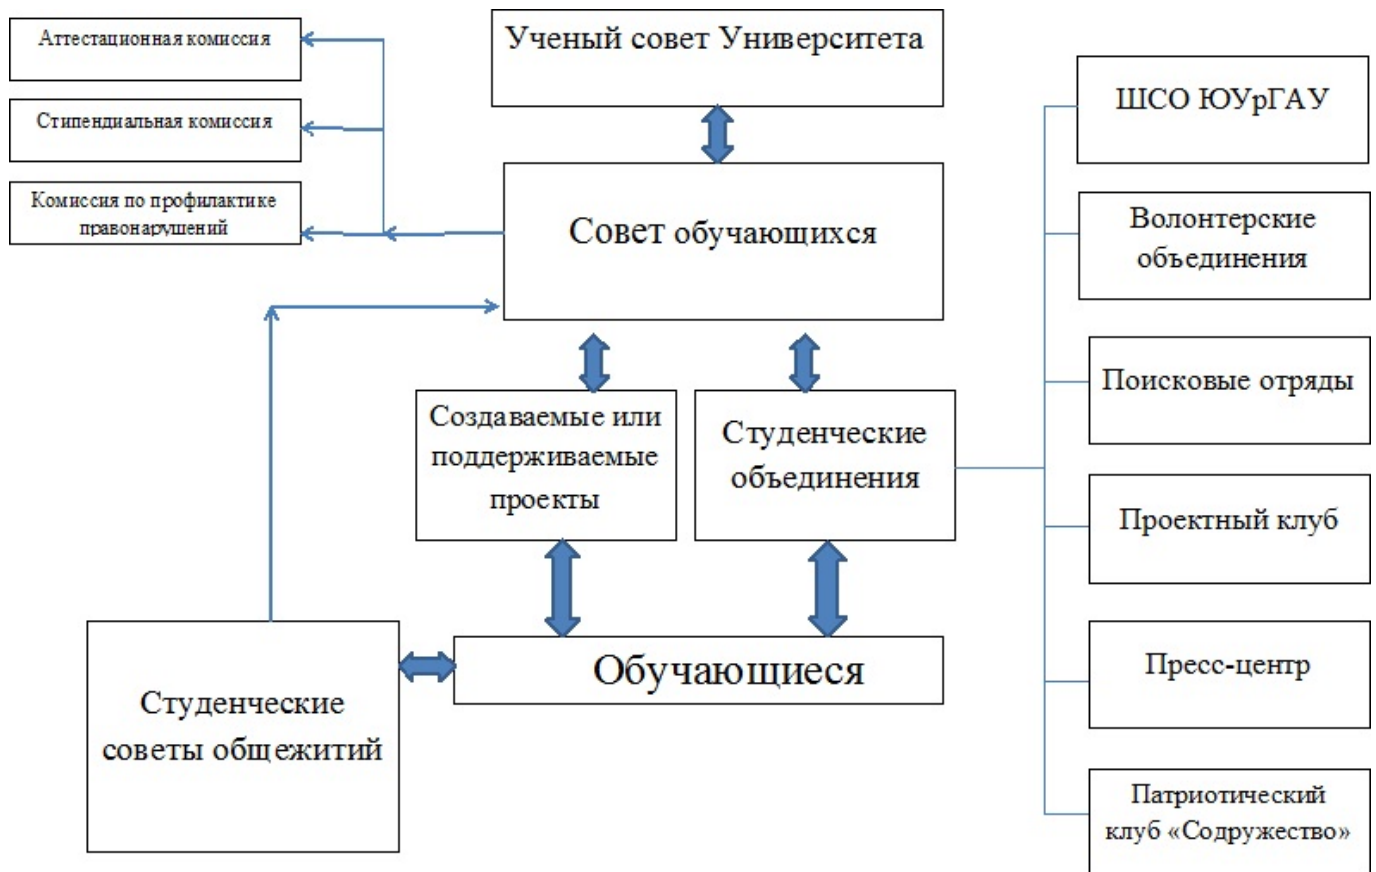 Аттестационная комиссия
Стипендиальная комиссия
Комиссия по профилактике
правонарушений
Ученый совет Университета
Совет обучающихся
Создаваемые или
поддерживаемые
проекты
Студенческие
объединения
Обучающиеся
Студенческие
советы общежитий
ШСО ЮУрГАУ
Волонтерские
объединения
Поисковые отряды
Проектный клуб
Пресс-центр
Патриотический
клуб «Содружество»